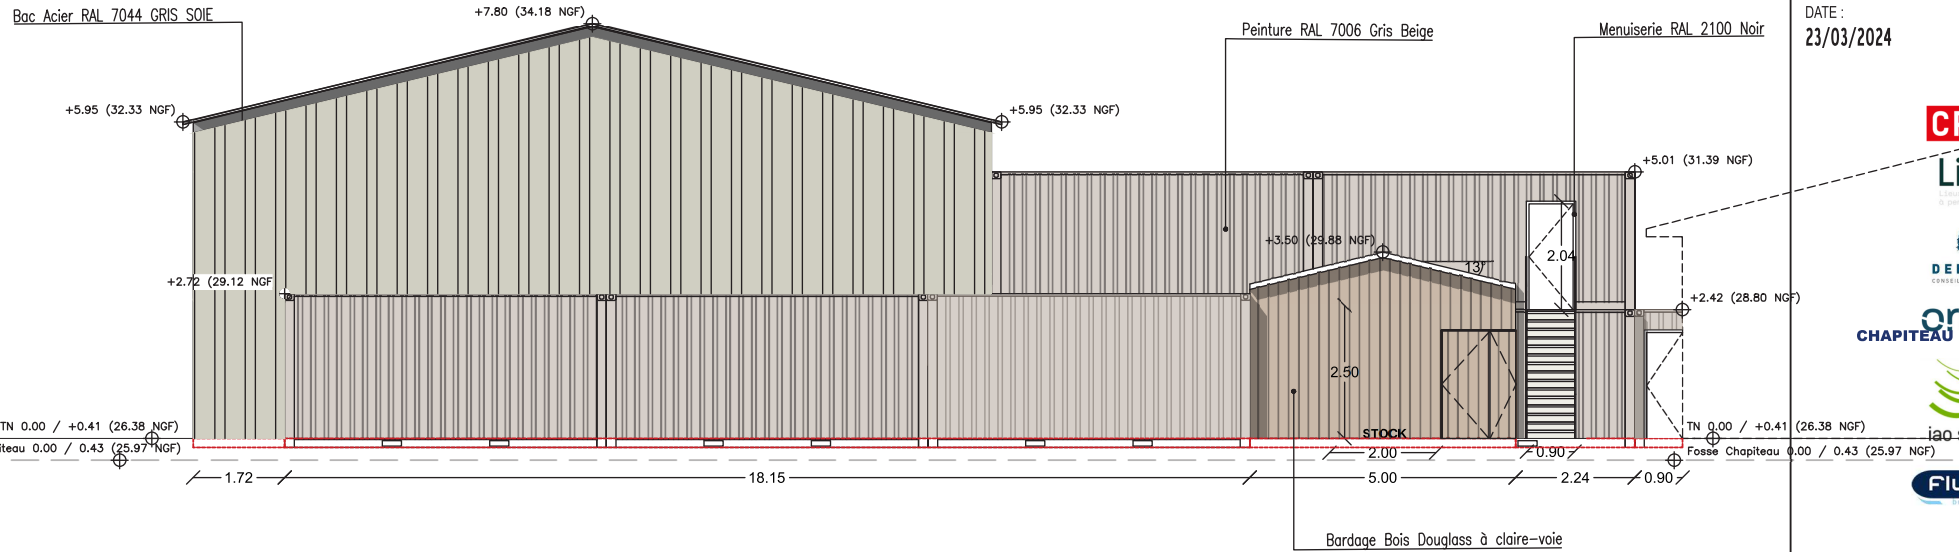 Bac Acier RAL 7044 GRIS SOIE
+7.80 (34.18 NGF)
Peinture RAL 7006 Gris Beige
Menuiserie RAL 2100 Noir
DATE :
23/03/2024
+5.95 (32.33 NGF)
+5.95 (32.33 NGF)
+5.01 (31.39 NGF)
+3.50 (29.88 NGF)
13°
2.04
+2.72 (29.12 NGF
+2.42 (28.80 NGF)
CHAPITEAU
2.50
STOCK
TN 0.00 / +0.41 (26.38 NGF)
iteau 0.00 / 0.43 (25.97 NGF)
TN 0.00 / +0.41 (26.38 NGF)
Fosse Chapiteau 0.00 / 0.43 (25.97 NGF)
iao
2.00
0.90
1.72
18.15
5.00
2.24
0.90
Flu
Bardage Bois Douglass à claire-voie